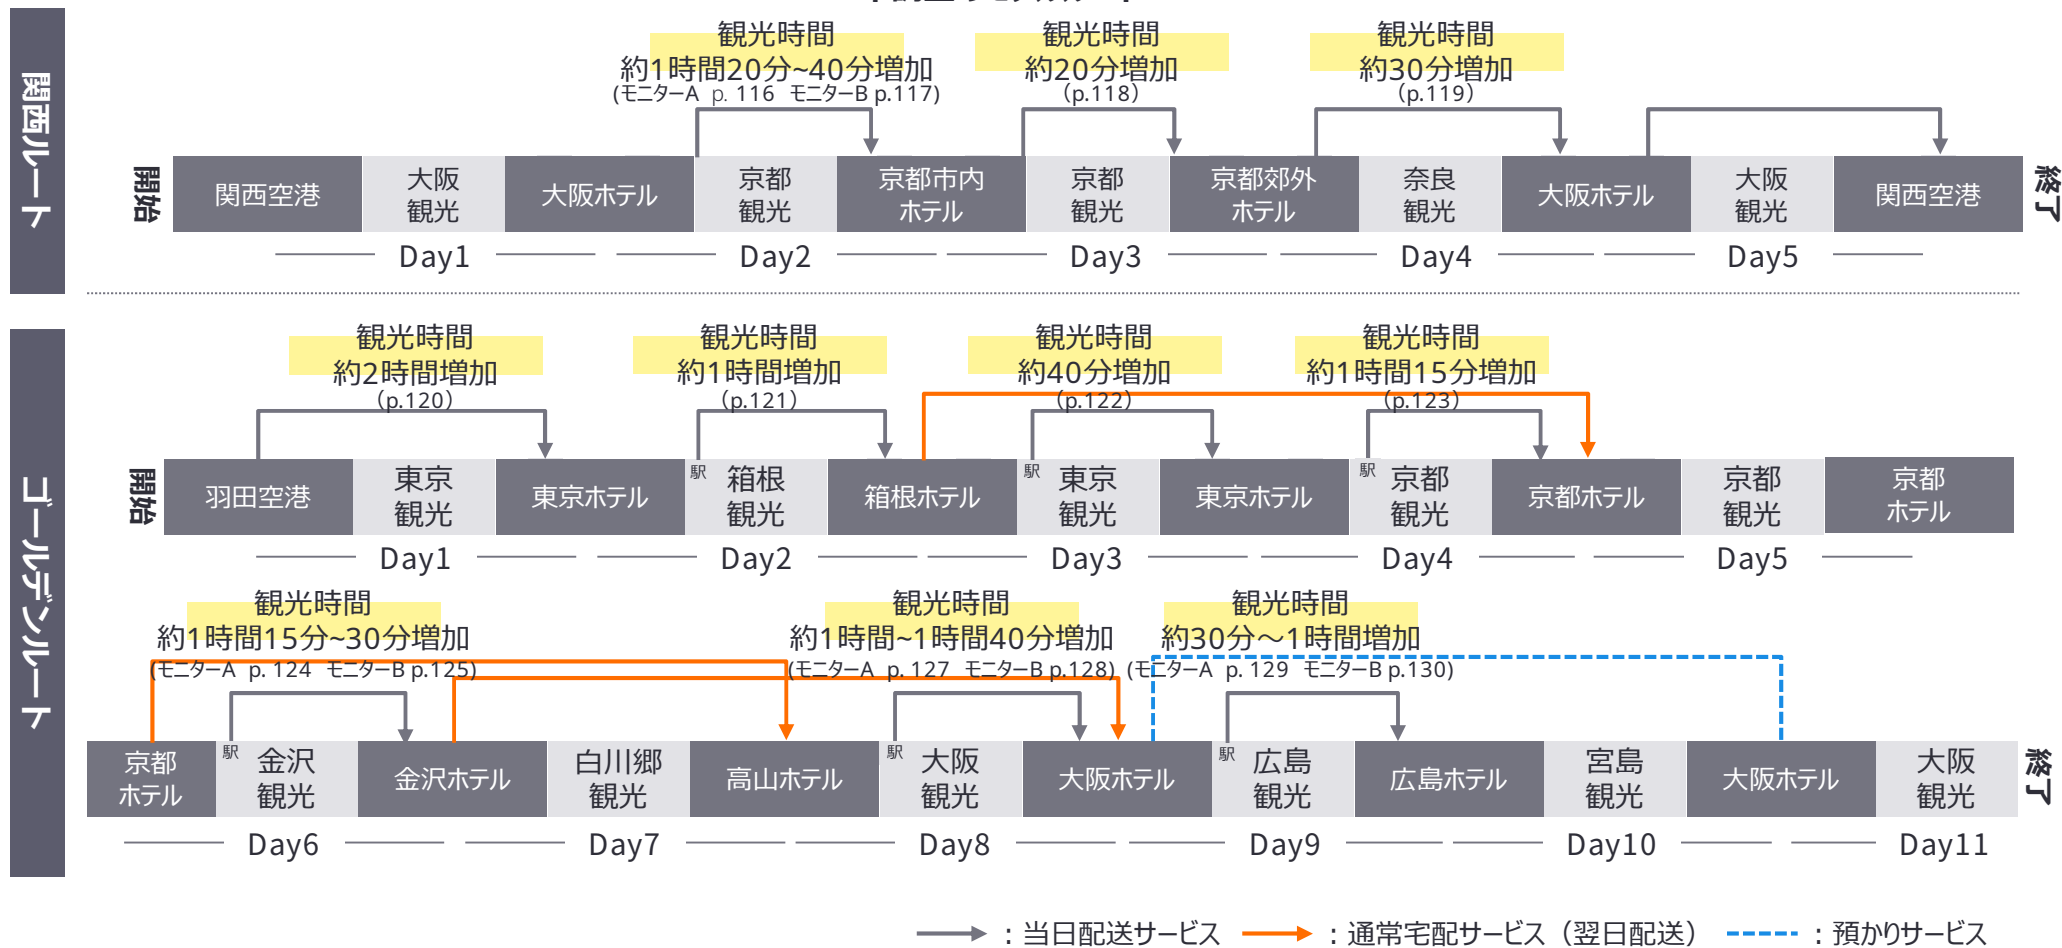 関西ルート
観光時間
約1時間20分~40分増加
(モニターA p. 116 モニターB p.117)
観光時間
約20分増加
（p.118）
観光時間
約30分増加
（p.119）
開始
関西空港
大阪
観光
大阪ホテル
京都
観光
京都市内
ホテル
京都
観光
京都郊外
ホテル
奈良
観光
大阪ホテル
大阪
観光
関西空港
終了
Day1
Day2
Day3
Day4
Day5
ゴールデンルート
観光時間
約2時間増加
（p.120）
観光時間
約1時間増加
（p.121）
観光時間
約40分増加
（p.122）
観光時間
約1時間15分増加
（p.123）
開始
羽田空港
東京
観光
東京ホテル
駅
箱根
観光
箱根ホテル
駅
東京
観光
東京ホテル
駅
京都
観光
京都ホテル
京都
観光
京都
ホテル
Day1
Day2
Day3
Day4
Day5
観光時間
約1時間15分~30分増加
(モニターA p. 124 モニターB p.125)
観光時間
約1時間~1時間40分増加
(モニターA p. 127 モニターB p.128)
観光時間
約30分～1時間増加
(モニターA p. 129 モニターB p.130)
京都
ホテル
駅
金沢
観光
金沢ホテル
白川郷
観光
高山ホテル
駅
大阪
観光
大阪ホテル
駅
広島
観光
広島ホテル
宮島
観光
大阪ホテル
大阪
観光
終了
Day6
Day7
Day8
Day9
Day10
Day11
：当日配送サービス
：通常宅配サービス（翌日配送）
：預かりサービス